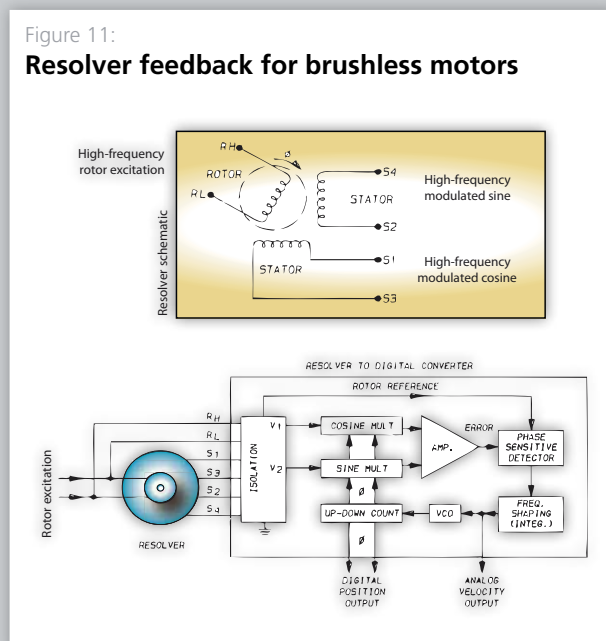 Figure 11:
Resolver feedback for brushless motors
High-frequency
rotor excitation
Resolver schematic
RH
ROTOR
Ø
RL
S4
STATOR
S2
High-frequency
modulated sine
STATOR
S1
S3
High-frequency
modulated cosine
RESOLVER TO DIGITAL CONVERTER
ROTOR REFERENCE
Rotor excitation
RH
RL
S1
S3
S2
S4
RESOLVER
ISOLATION
V1
V2
COSINE MULT
SINE MULT
AMP.
ERROR
PHASE
SENSITIVE
DETECTOR
Ø
UP-DOWN COUNT
VCO
FREQ.
SHAPING
(INTEG.)
Ø
DIGITAL
POSITION
OUTPUT
ANALOG
VELOCITY
OUTPUT